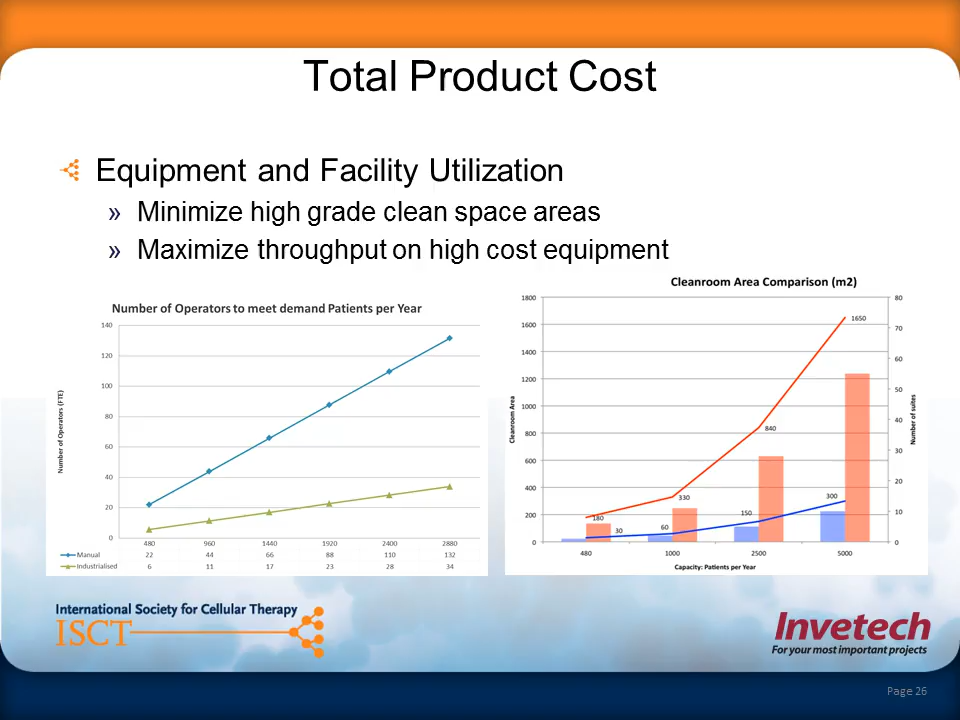 Total Product Cost
Equipment and Facility Utilization
» Minimize high grade clean space areas
» Maximize throughput on high cost equipment
Number of Operators to meet demand Patients per Year
Number of Operators (FTE)
140
120
100
80
60
40
20
0
480 960 1440 1920 2400 2880
Manual 22 44 66 88 110 132
Industrialised 6 11 17 23 28 34
Cleanroom Area Comparison (m2)
Cleanroom Area
1800
1600
1400
1200
1000
800
600
400
200
0
180 330 840 1650
30 60 150 300
80
70
60
50
40
30
20
10
0
Number of suites
480 1000 2500 5000
Capacity: Patients per Year
International Society for Cellular Therapy
ISCT
Invetech
For your most important projects
Page 26